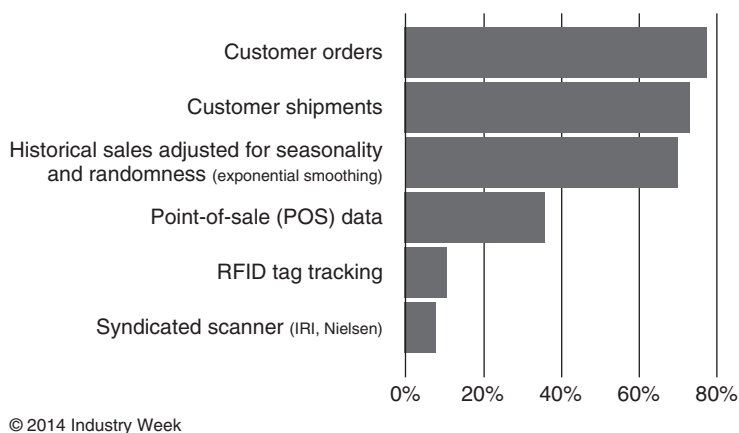 Customer orders
Customer shipments
Historical sales adjusted for seasonality
and randomness (exponential smoothing)
Point-of-sale (POS) data
RFID tag tracking
Syndicated scanner (IRI, Nielsen)
0% 20% 40% 60% 80%
© 2014 Industry Week